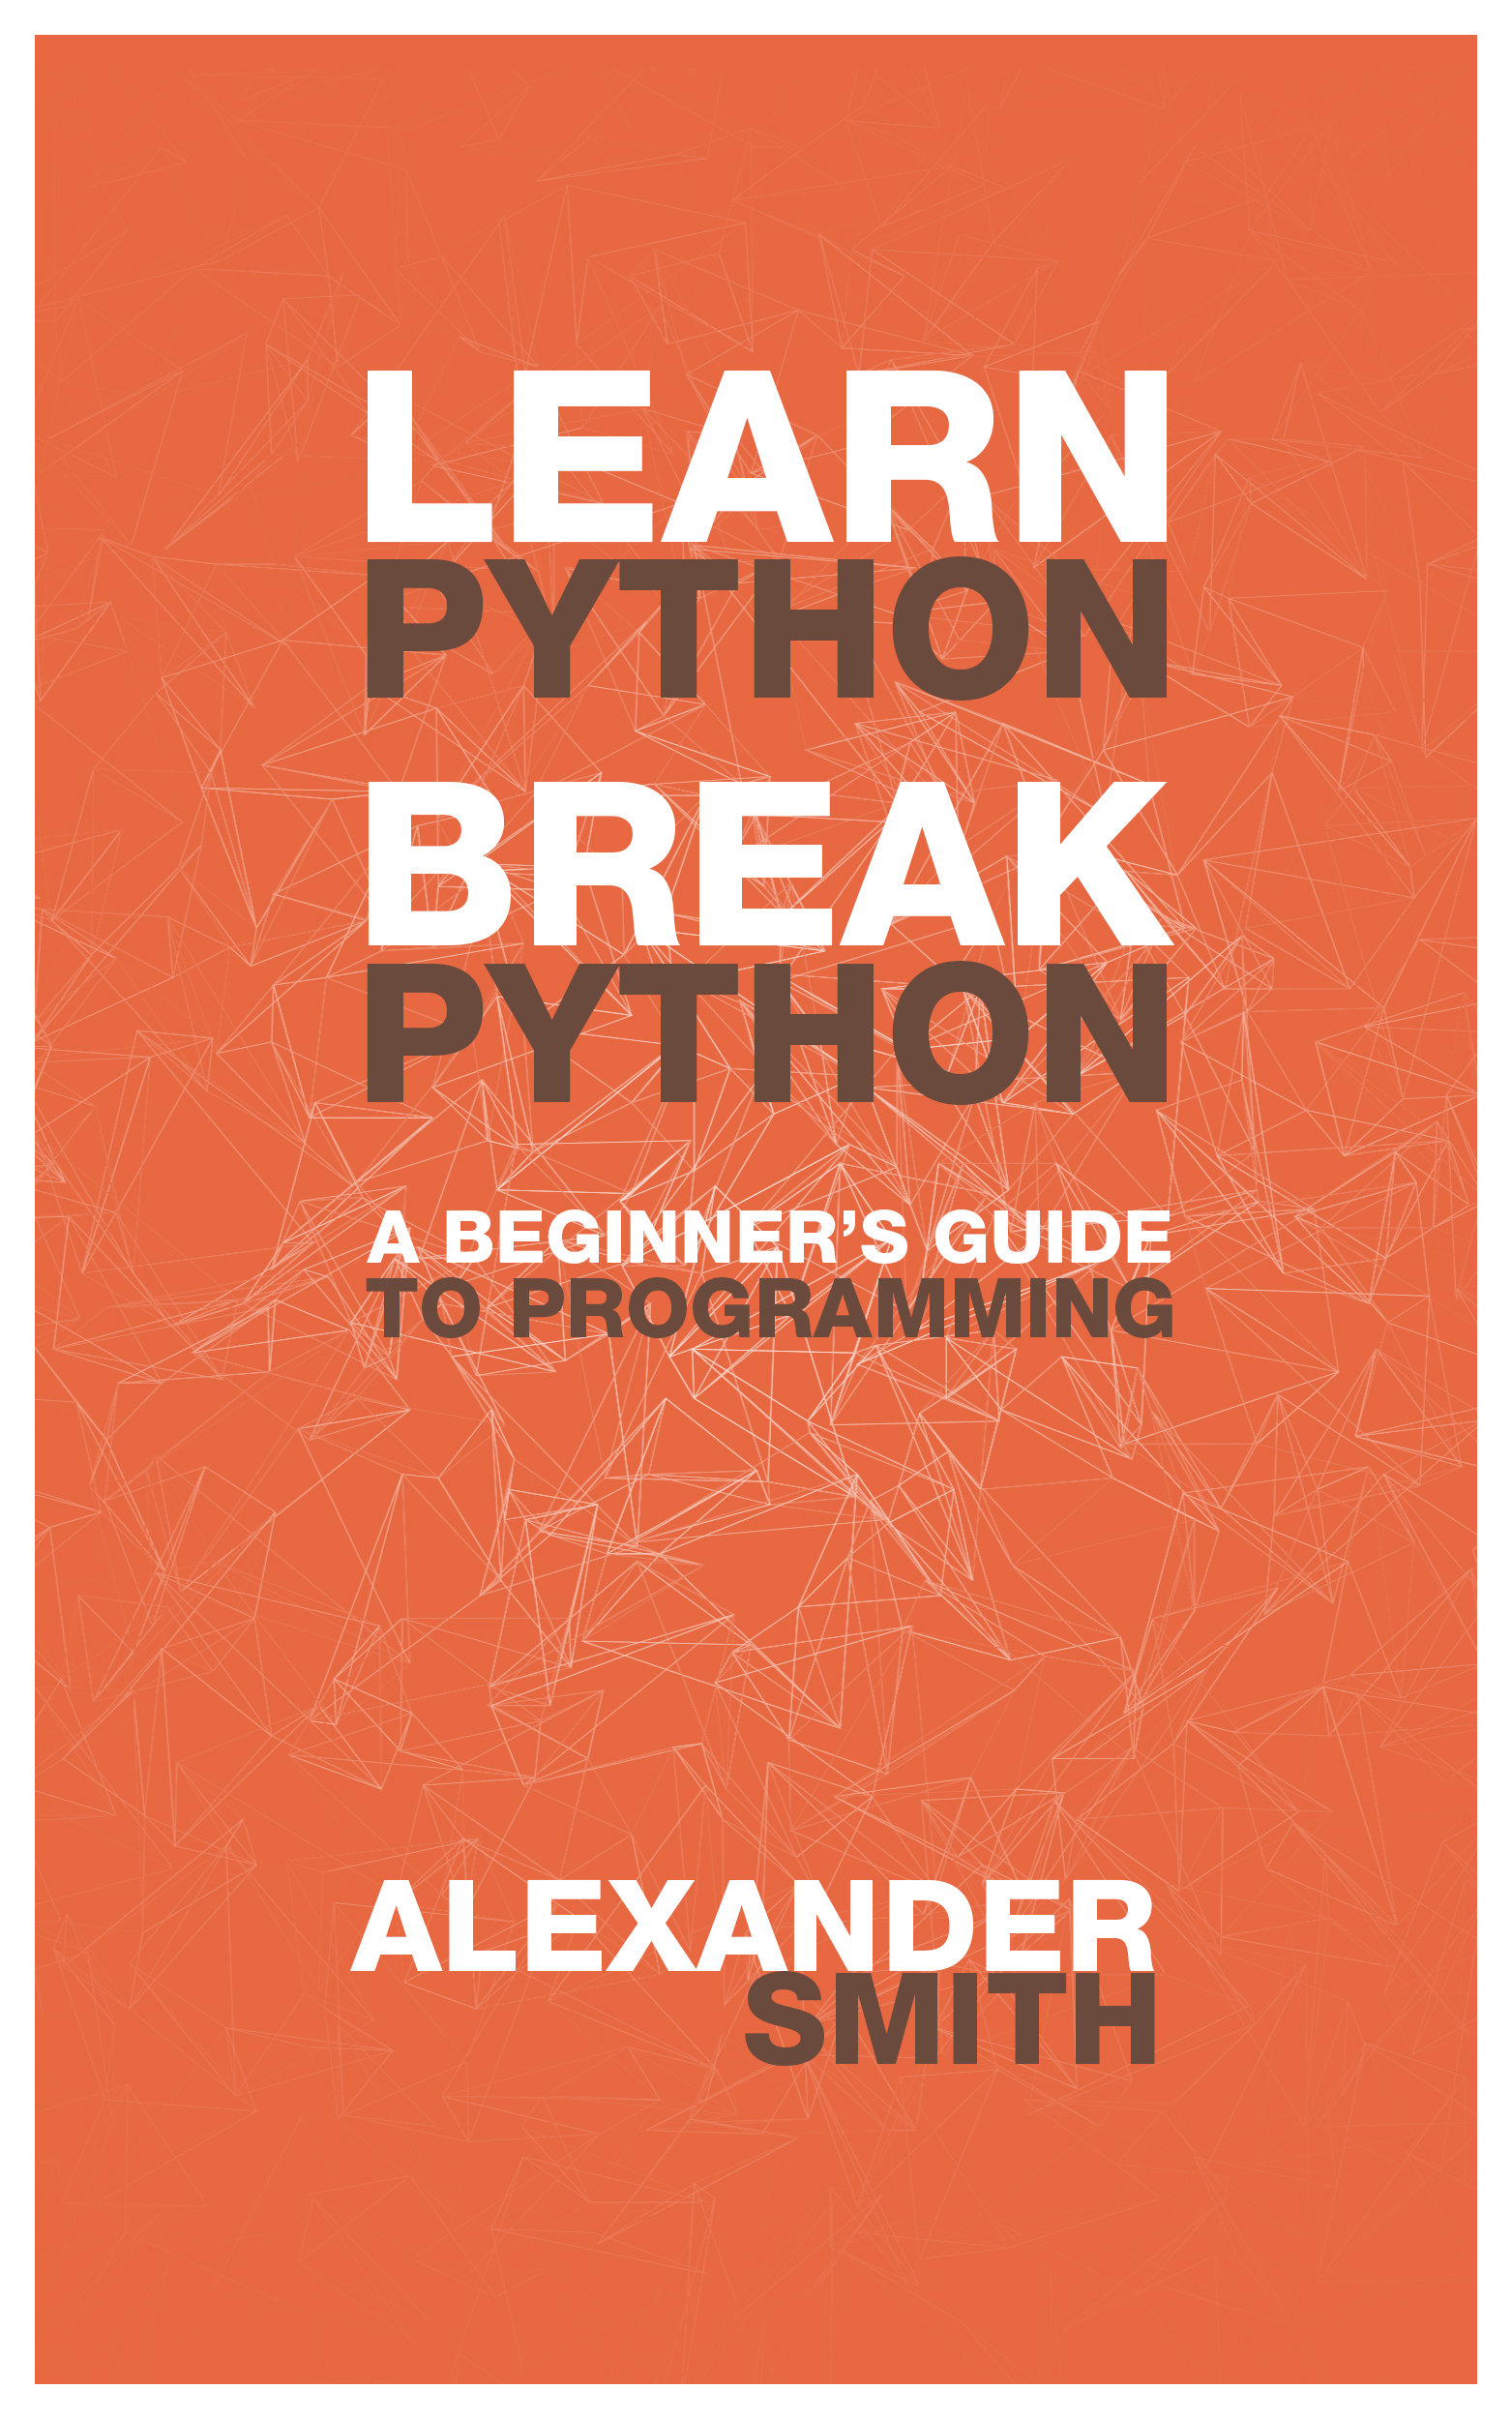 LEARN
PYTHON
BREAK
PYTHON
A BEGINNER’S GUIDE
TO PROGRAMMING
ALEXANDER
SMITH